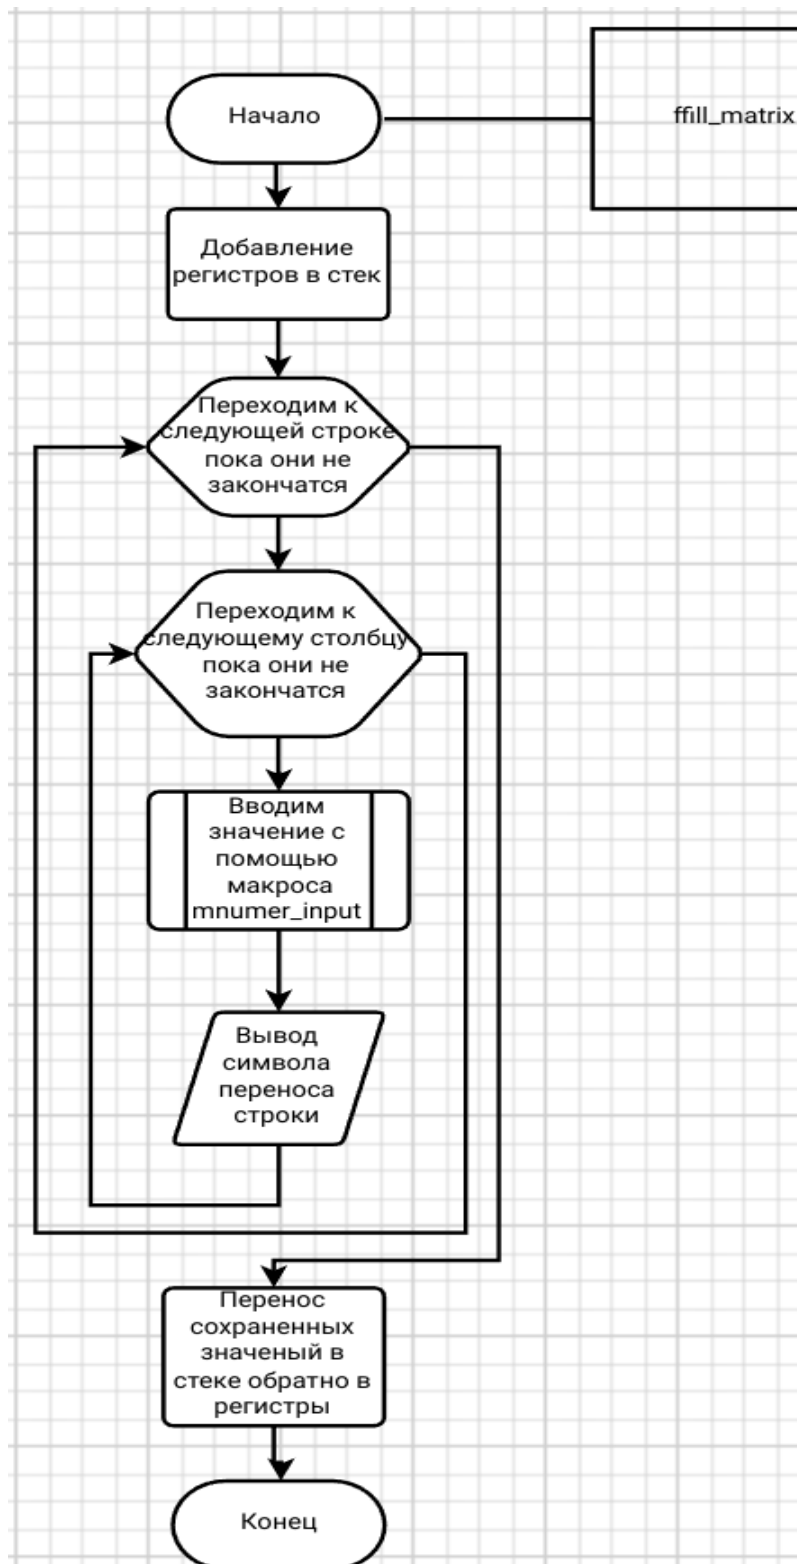 Начало
ffill_matrix
Добавление
регистров в стек
Переходим к
следующей строке
пока они не
закончатся
Переходим к
следующему столбцу
пока они не
закончатся
Вводим
значение с
помощью
макроса
mnumer_input
Вывод
символа
переноса
строки
Перенос
сохраненных
значеный в
стеке обратно в
регистры
Конец